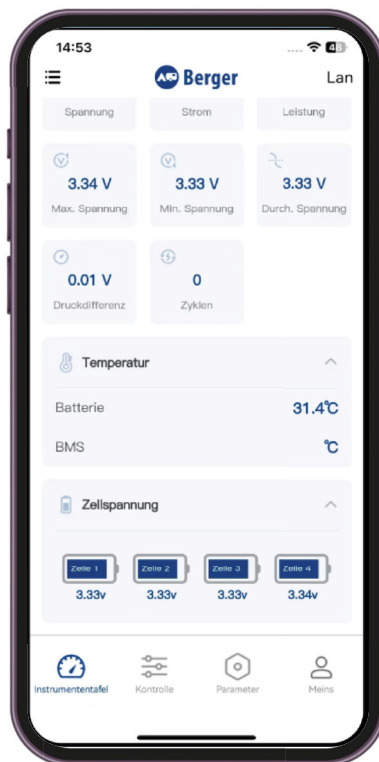 14:53
48
Berger
Lan
Spannung Strom Leistung
3.34 V 3.33 V 3.33 V
Max. Spannung Min. Spannung Durch. Spannung
0.01 V 0
Druckdifferenz Zyklen
Temperatur
Batterie 31.4℃
BMS ℃
Zellspannung
Zelle 1 Zelle 2 Zelle 3 Zelle 4
3.33v 3.33v 3.33v 3.34v
Instrumententafel Kontrolle Parameter Meins